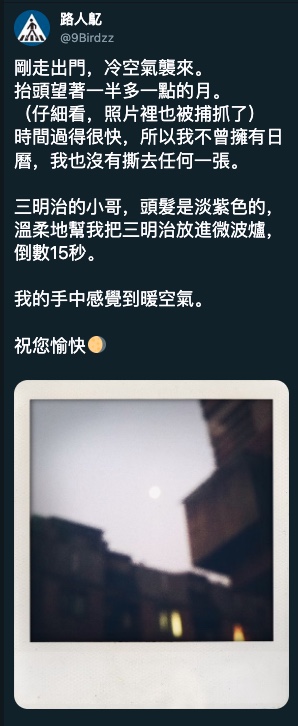 路人鴕
@9Birdzz
剛走出門，冷空氣襲來。
抬頭望著一半多一點的月。
（仔細看，照片裡也被捕抓了）
時間過得很快，所以我不曾擁有日
曆，我也沒有撕去任何一張。
三明治的小哥，頭髮是淡紫色的，
溫柔地幫我把三明治放進微波爐，
倒數15秒。
我的手中感覺到暖空氣。
祝您愉快🌖